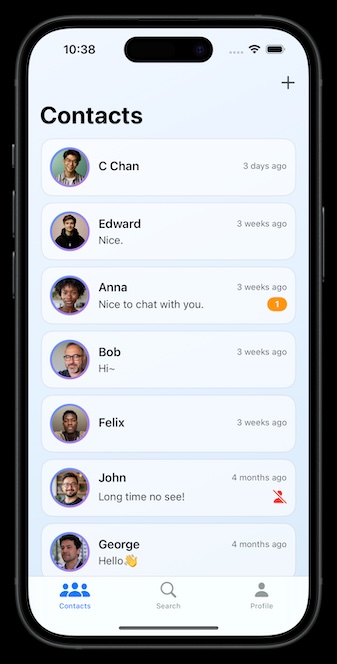 10:38
Contacts
C Chan
3 days ago
Edward
3 weeks ago
Nice.
Anna
3 weeks ago
Nice to chat with you.
1
Bob
3 weeks ago
Hi~
Felix
3 weeks ago
John
4 months ago
Long time no see!
George
4 months ago
Hello👋
Contacts
Search
Profile